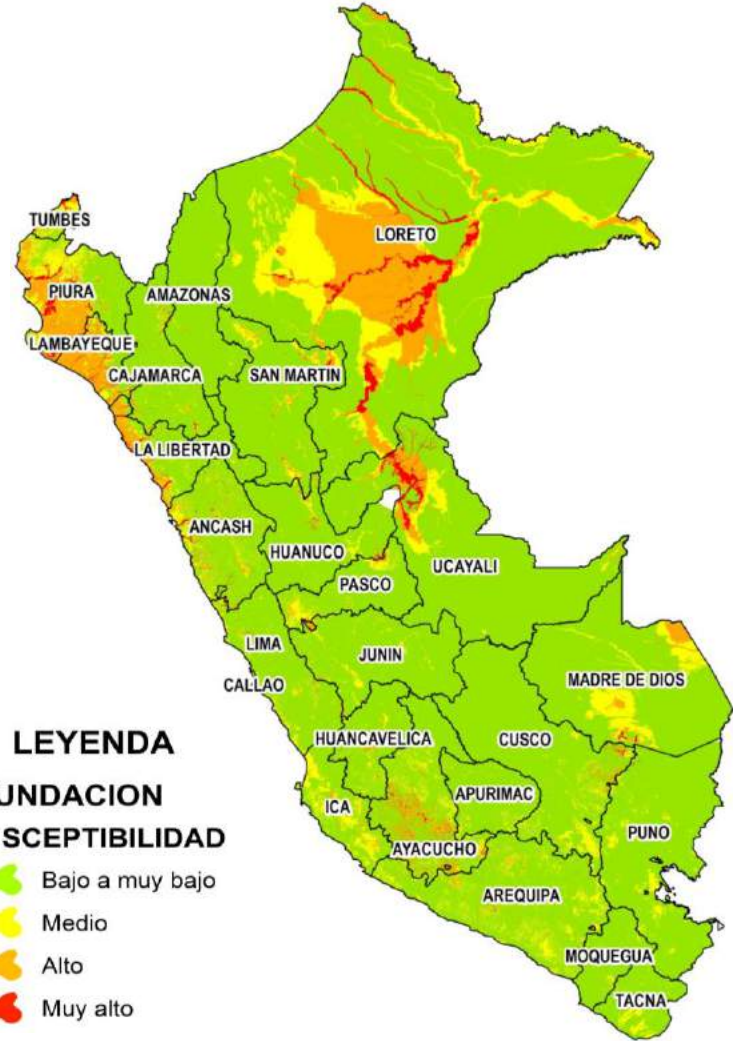 LORETO
TUMBES
PIURA
AMAZONAS
LAMBAYEQUE
CAJAMARCA
SAN MARTIN
LA LIBERTAD
ANCASH
HUANUCO
UCAYALI
PASCO
LIMA
JUNIN
MADRE DE DIOS
CALLAO
HUANCAVELICA
CUSCO
APURIMAC
ICA
PUNO
AYACUCHO
AREQUIPA
MOQUEGUA
TACNA
LEYENDA
UNDACION
SCEPTIBILIDAD
Bajo a muy bajo
Medio
Alto
Muy alto